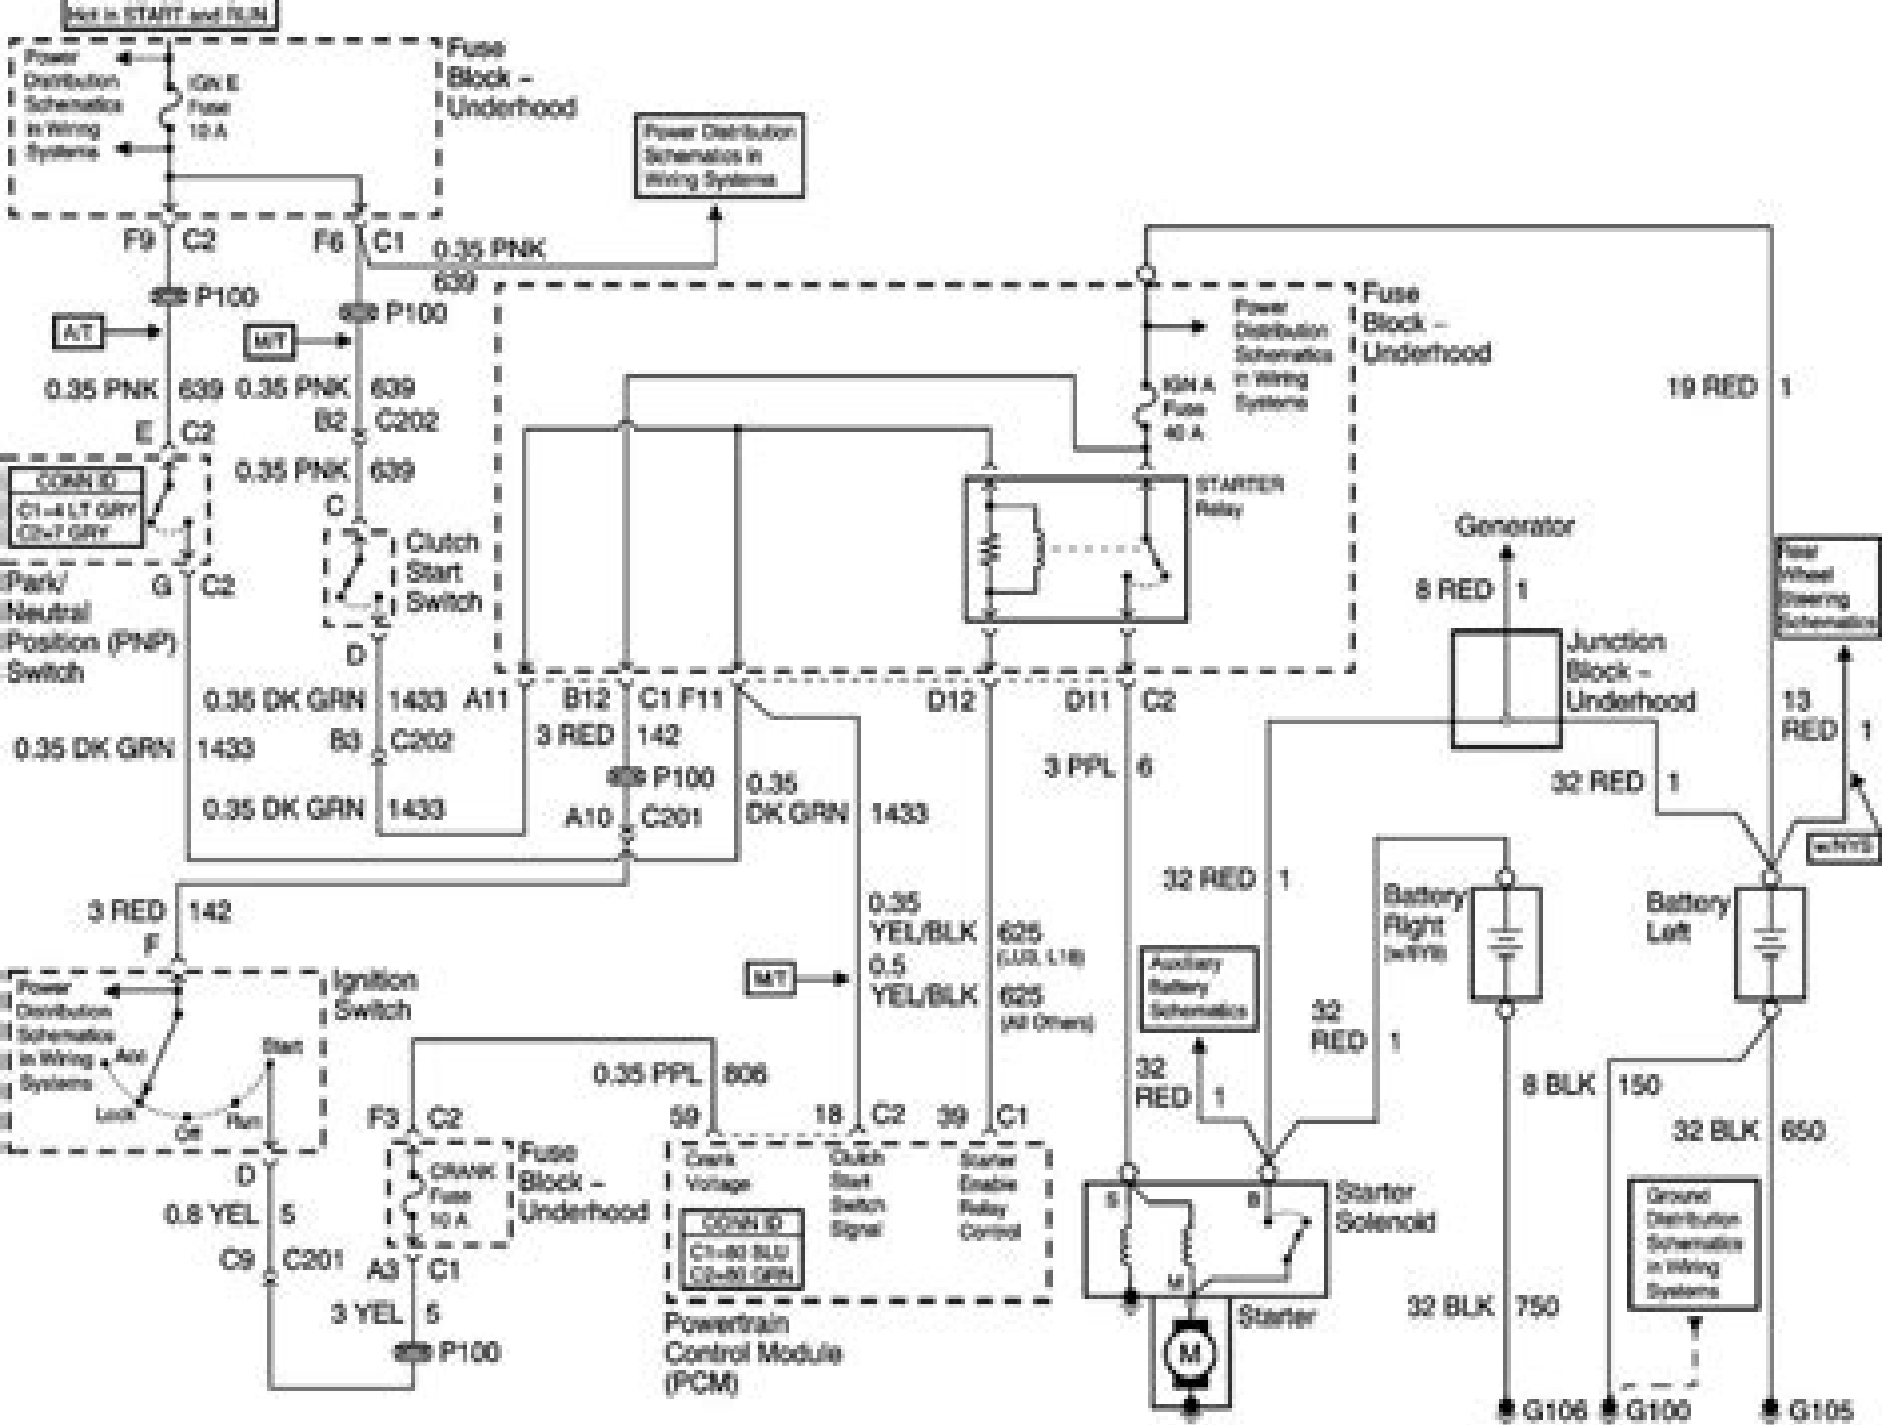 Hot in START and RUN
Power
Distribution
Schematics
in Wiring
Systems
IGN E
Fuse
10 A
Fuse
Block –
Underhood
Power Distribution
Schematics in
Wiring Systems
F9 C2
F6 C1
0.35 PNK
639
P100
P100
A/T
M/T
0.35 PNK 639
0.35 PNK 639
B2 C202
E C2
0.35 PNK 639
CONN ID
C1=4 LT GRY
C2=7 GRY
C
Clutch
Start
Switch
G C2
Park/
Neutral
Position (PNP)
Switch
D
0.35 DK GRN 1433
B3 C202
0.35 DK GRN 1433
0.35 DK GRN 1433
Fuse
Block –
Underhood
Power
Distribution
Schematics
in Wiring
Systems
IGN A
Fuse
40 A
STARTER
Relay
A11
B12 C1
F11
D12
D11 C2
3 RED 142
P100
A10 C201
0.35
DK GRN 1433
3 PPL 6
19 RED 1
Generator
8 RED 1
Junction
Block –
Underhood
Rear
Wheel
Steering
Schematics
13
RED 1
32 RED 1
w/NYS
32 RED 1
Battery
Right
Battery
Left
3 RED 142
F
Ignition
Switch
Power
Distribution
Schematics
in Wiring
Systems
Acc
Lock
Off
Run
Start
D
0.8 YEL 5
C9 C201
0.35
YEL/BLK 625
(LU3, L18)
0.5
YEL/BLK 625
(All Others)
M/T
0.35 PPL 806
F3 C2
CRANK
Fuse
10 A
Fuse
Block –
Underhood
A3 C1
3 YEL 5
P100
59
18 C2
39 C1
Crank
Voltage
Clutch
Start
Switch
Signal
Starter
Enable
Relay
Control
CONN ID
C1=80 BLU
C2=80 GRN
Powertrain
Control Module
(PCM)
Auxiliary
Battery
Schematics
32
RED 1
32
RED 1
S
B
M
Starter
Solenoid
Starter
M
8 BLK 150
32 BLK 650
Ground
Distribution
Schematics
in Wiring
Systems
32 BLK 750
G106
G100
G105